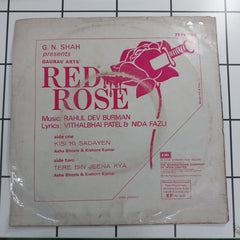 G. N. SHAH
presents
GAURAV ARTS'
RED
ROSE
Music: RAHUL DEV BURMAN
Lyrics: VITHALBHAI PATEL & NIDA FAZLI
side one
KISI KI SADAYEN
Asha Bhosle & Kishore Kumar
side two
TERE BIN JEENA KYA
Asha Bhosle & Kishore Kumar
EMI
EP